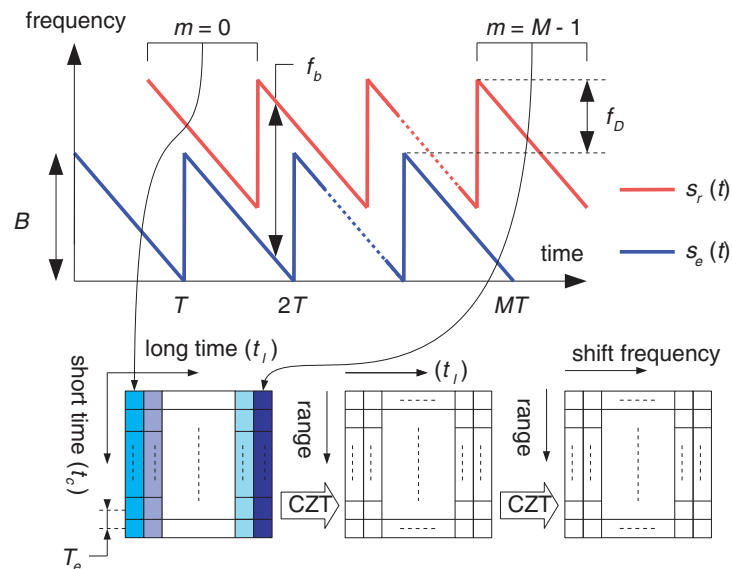 frequency
m = 0
m = M - 1
f_b
f_D
B
s_r (t)
s_e (t)
time
T
2T
MT
long time (t_l)
(t_l)
shift frequency
short time (t_c)
range
range
CZT
CZT
T_e